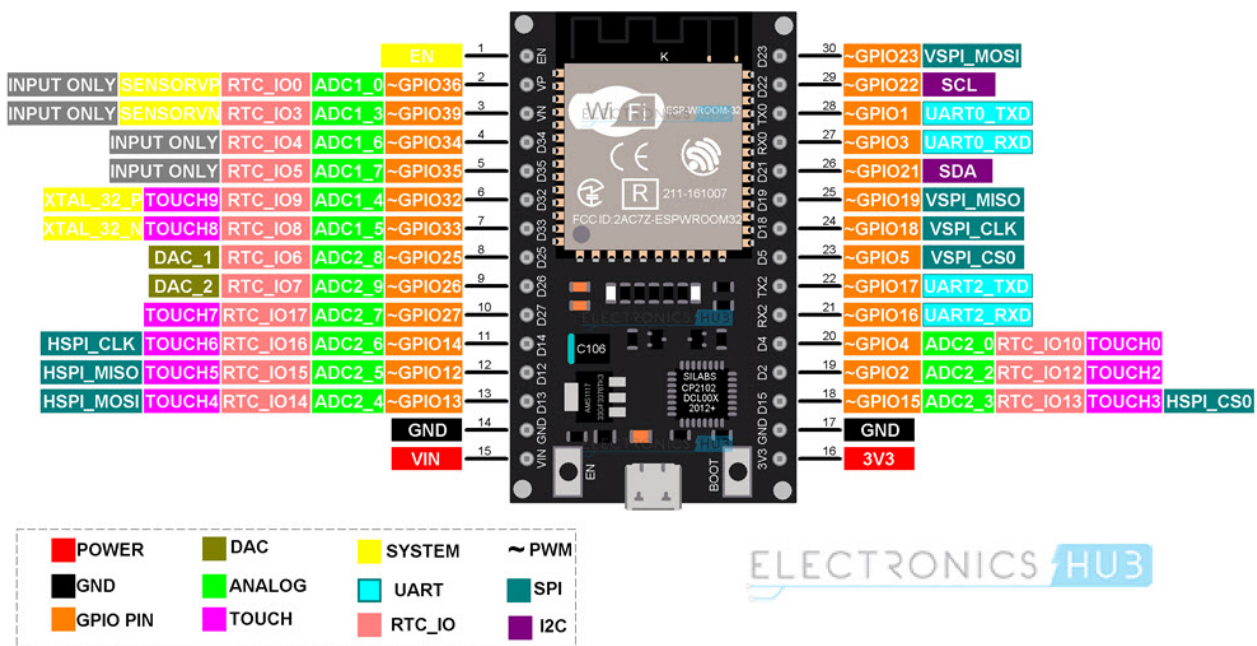 EN 1 EN D23 30 ~GPIO23 VSPI_MOSI
INPUT ONLY SENSORVP RTC_IO0 ADC1_0 ~GPIO36 2 VP D22 29 ~GPIO22 SCL
INPUT ONLY SENSORVN RTC_IO3 ADC1_3 ~GPIO39 3 VN TX0 28 ~GPIO1 UART0_TXD
INPUT ONLY RTC_IO4 ADC1_6 ~GPIO34 4 D34 RX0 27 ~GPIO3 UART0_RXD
INPUT ONLY RTC_IO5 ADC1_7 ~GPIO35 5 D35 D21 26 ~GPIO21 SDA
XTAL_32_P TOUCH9 RTC_IO9 ADC1_4 ~GPIO32 6 D32 D19 25 ~GPIO19 VSPI_MISO
XTAL_32_N TOUCH8 RTC_IO8 ADC1_5 ~GPIO33 7 D33 D18 24 ~GPIO18 VSPI_CLK
DAC_1 RTC_IO6 ADC2_8 ~GPIO25 8 D25 D5 23 ~GPIO5 VSPI_CS0
DAC_2 RTC_IO7 ADC2_9 ~GPIO26 9 D26 TX2 22 ~GPIO17 UART2_TXD
TOUCH7 RTC_IO17 ADC2_7 ~GPIO27 10 D27 RX2 21 ~GPIO16 UART2_RXD
HSPI_CLK TOUCH6 RTC_IO16 ADC2_6 ~GPIO14 11 D14 D4 20 ~GPIO4 ADC2_0 RTC_IO10 TOUCH0
HSPI_MISO TOUCH5 RTC_IO15 ADC2_5 ~GPIO12 12 D12 D2 19 ~GPIO2 ADC2_2 RTC_IO12 TOUCH2
HSPI_MOSI TOUCH4 RTC_IO14 ADC2_4 ~GPIO13 13 D13 D15 18 ~GPIO15 ADC2_3 RTC_IO13 TOUCH3 HSPI_CS0
GND 14 GND GND 17 GND
VIN 15 VIN 3V3 16 3V3
K
Wi Fi ESP-WROOM-32
CE
R 211-161007
FCC ID:2AC7Z-ESPWROOM32
ELECTRONICS HUB
C106
AMS1117
SILABS
CP2102
DCL00X
2012+
ELECTRONICS HUB
EN
BOOT
POWER DAC SYSTEM ~ PWM
GND ANALOG UART SPI
GPIO PIN TOUCH RTC_IO I2C
ELECTRONICS HUB